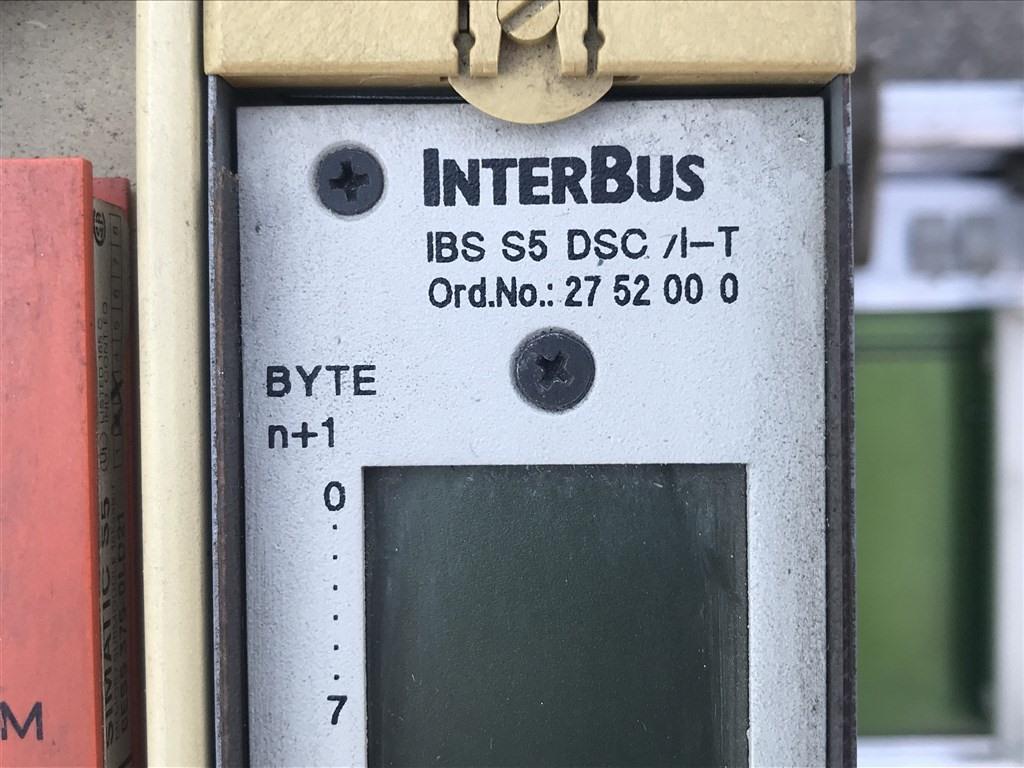 INTERBUS
IBS S5 DSC /I-T
Ord.No.: 27 52 00 0
BYTE
n+1
0
.
.
.
.
.
.
7
M
SIMATIC S5